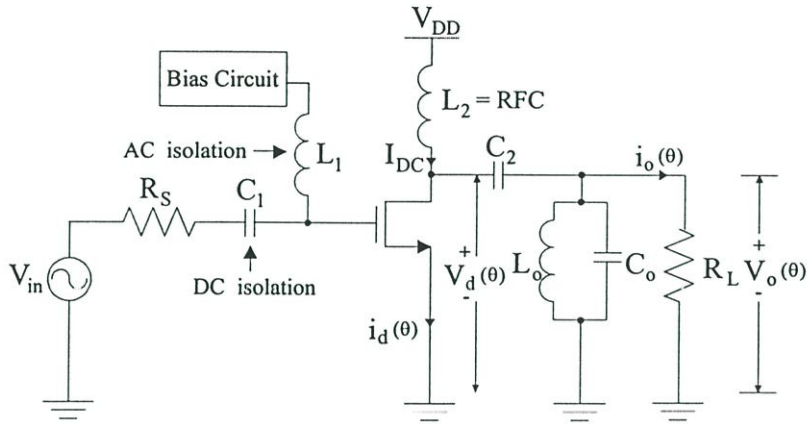 V_DD
Bias Circuit
L_2 = RFC
AC isolation
L_1
I_DC
C_2
i_o(θ)
R_S
C_1
V_in
DC isolation
+
V_d(θ)
-
L_o
C_o
R_L
+
V_o(θ)
-
i_d(θ)